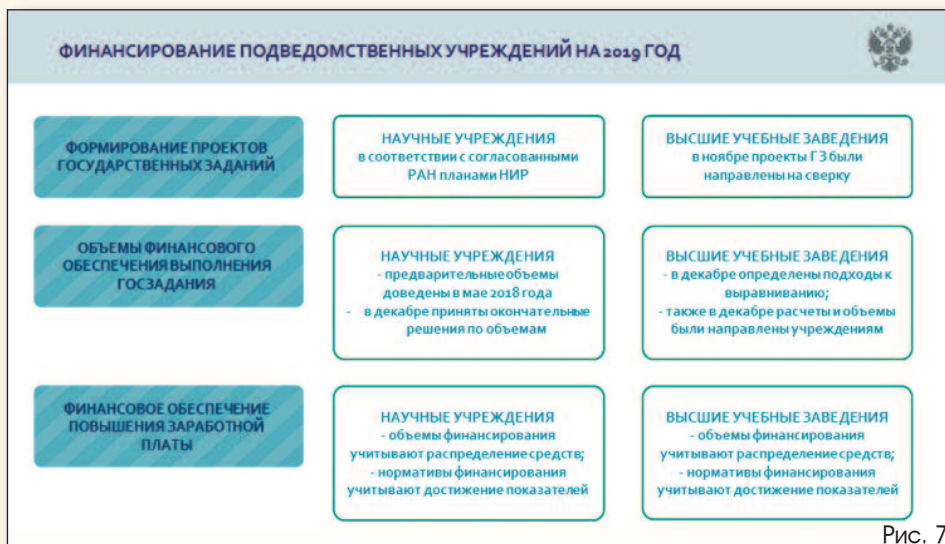 ФИНАНСИРОВАНИЕ ПОДВЕДОМСТВЕННЫХ УЧРЕЖДЕНИЙ НА 2019 ГОД
ФОРМИРОВАНИЕ ПРОЕКТОВ
ГОСУДАРСТВЕННЫХ ЗАДАНИЙ
НАУЧНЫЕ УЧРЕЖДЕНИЯ
в соответствии с согласованными
РАН планами НИР
ВЫСШИЕ УЧЕБНЫЕ ЗАВЕДЕНИЯ
в ноябре проекты ГЗ были
направлены на сверку
ОБЪЕМЫ ФИНАНСОВОГО
ОБЕСПЕЧЕНИЯ ВЫПОЛНЕНИЯ
ГОСЗАДАНИЯ
НАУЧНЫЕ УЧРЕЖДЕНИЯ
- предварительные объемы
доведены в мае 2018 года
- в декабре приняты окончательные
решения по объемам
ВЫСШИЕ УЧЕБНЫЕ ЗАВЕДЕНИЯ
- в декабре определены подходы к
выравниванию;
- также в декабре расчеты и объемы
были направлены учреждениям
ФИНАНСОВОЕ ОБЕСПЕЧЕНИЕ
ПОВЫШЕНИЯ ЗАРАБОТНОЙ
ПЛАТЫ
НАУЧНЫЕ УЧРЕЖДЕНИЯ
- объемы финансирования
учитывают распределение средств;
- нормативы финансирования
учитывают достижение показателей
ВЫСШИЕ УЧЕБНЫЕ ЗАВЕДЕНИЯ
- объемы финансирования
учитывают распределение средств;
- нормативы финансирования
учитывают достижение показателей
Рис. 7